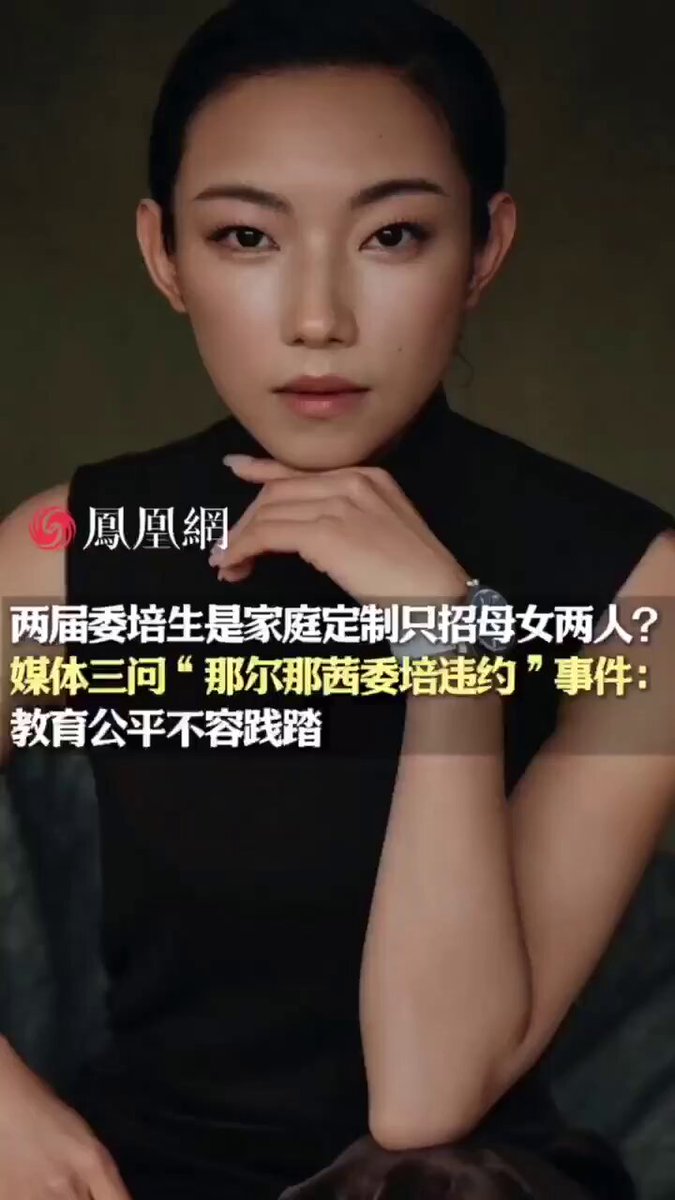 鳳凰網
两届委培生是家庭定制只招母女两人？
媒体三问“那尔那茜委培违约”事件：
教育公平不容践踏